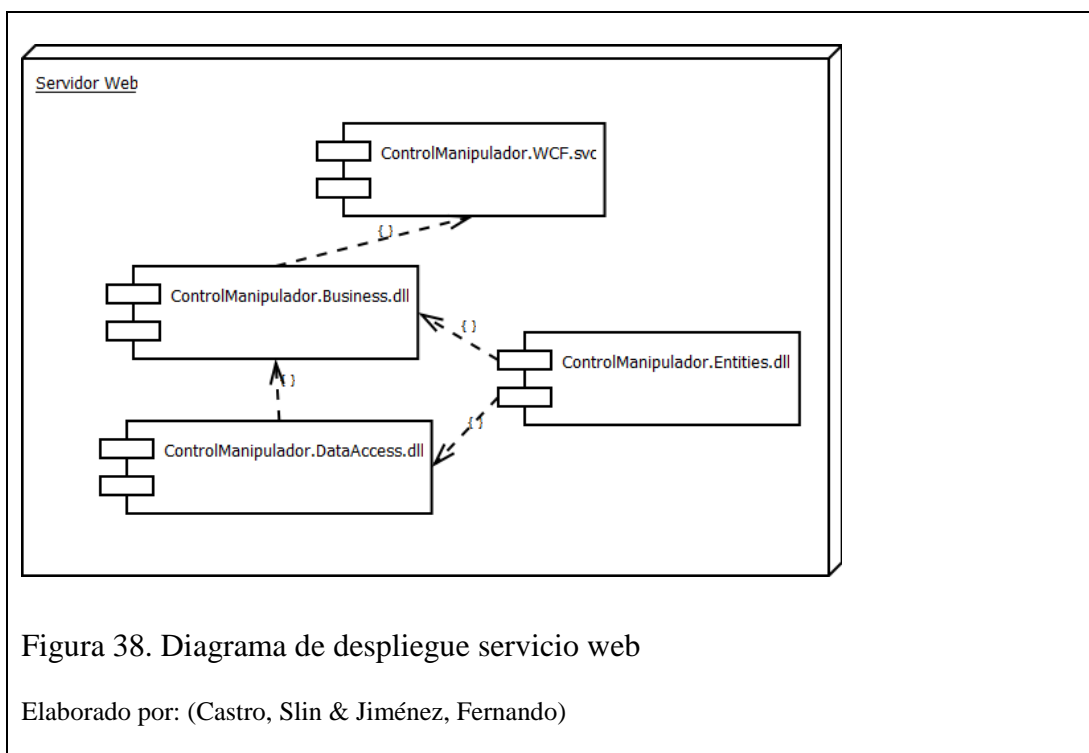 Servidor Web
ControlManipulador.WCF.svc
{ }
ControlManipulador.Business.dll
{ }
ControlManipulador.Entities.dll
{ }
{ }
ControlManipulador.DataAccess.dll
Figura 38. Diagrama de despliegue servicio web
Elaborado por: (Castro, Slin & Jiménez, Fernando)